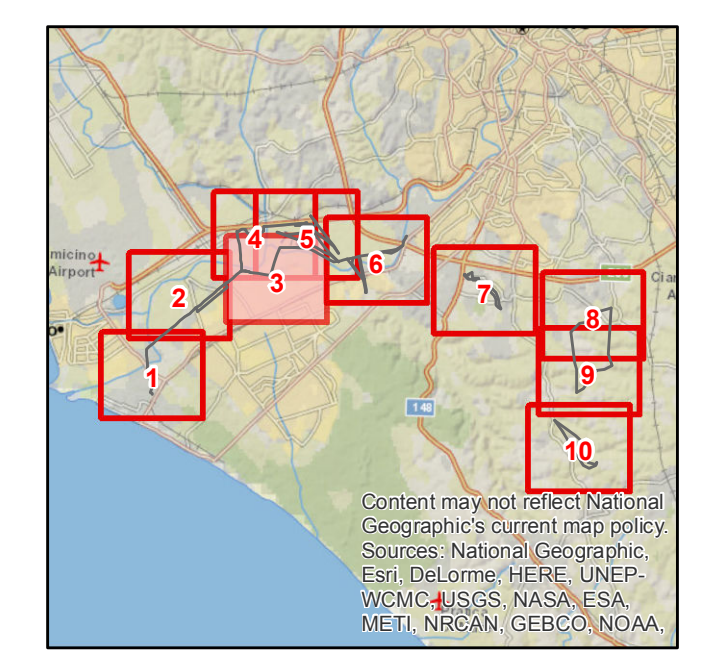 4
5
6
micino
Airport
Cian
A
3
2
7
8
o
1
9
148
10
Content may not reflect National
Geographic's current map policy.
Sources: National Geographic,
Esri, DeLorme, HERE, UNEP-
WCMC, USGS, NASA, ESA,
METI, NRCAN, GEBCO, NOAA,